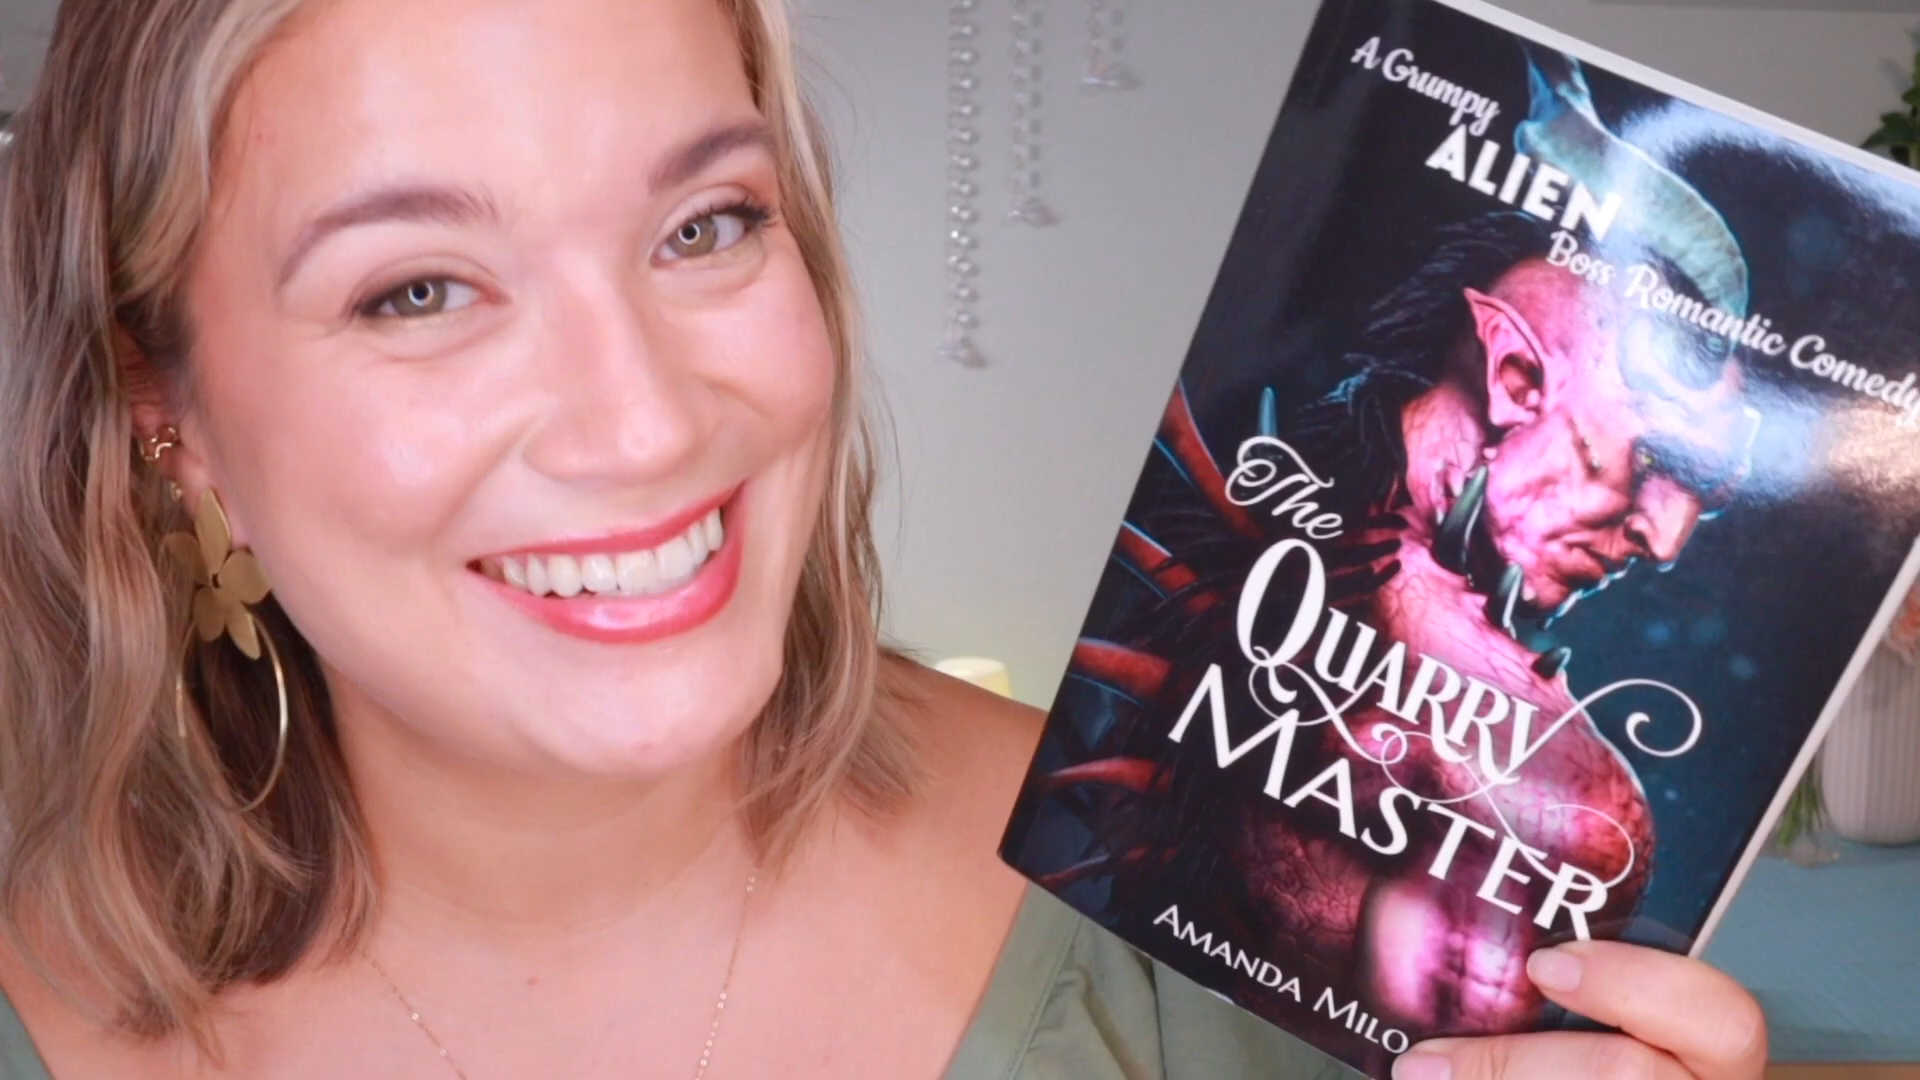 A Grumpy
ALIEN
Boss Romantic Comedy
The
QUARRY
MASTER
AMANDA MILO